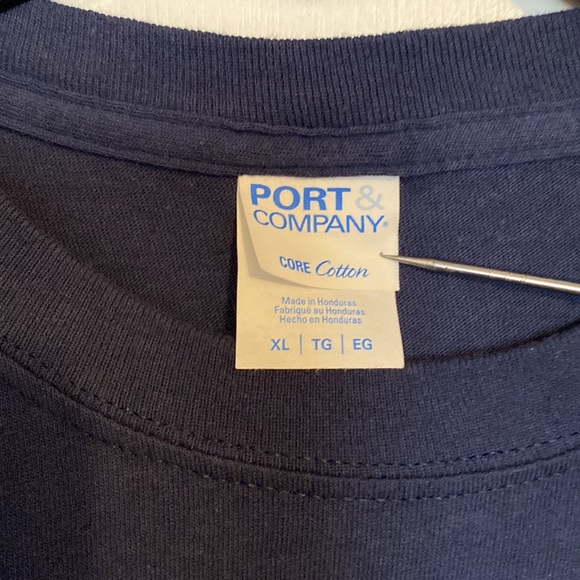 PORT &
COMPANY®
CORE Cotton
Made in Honduras
Fabriqué au Honduras
Hecho en Honduras
XL | TG | EG